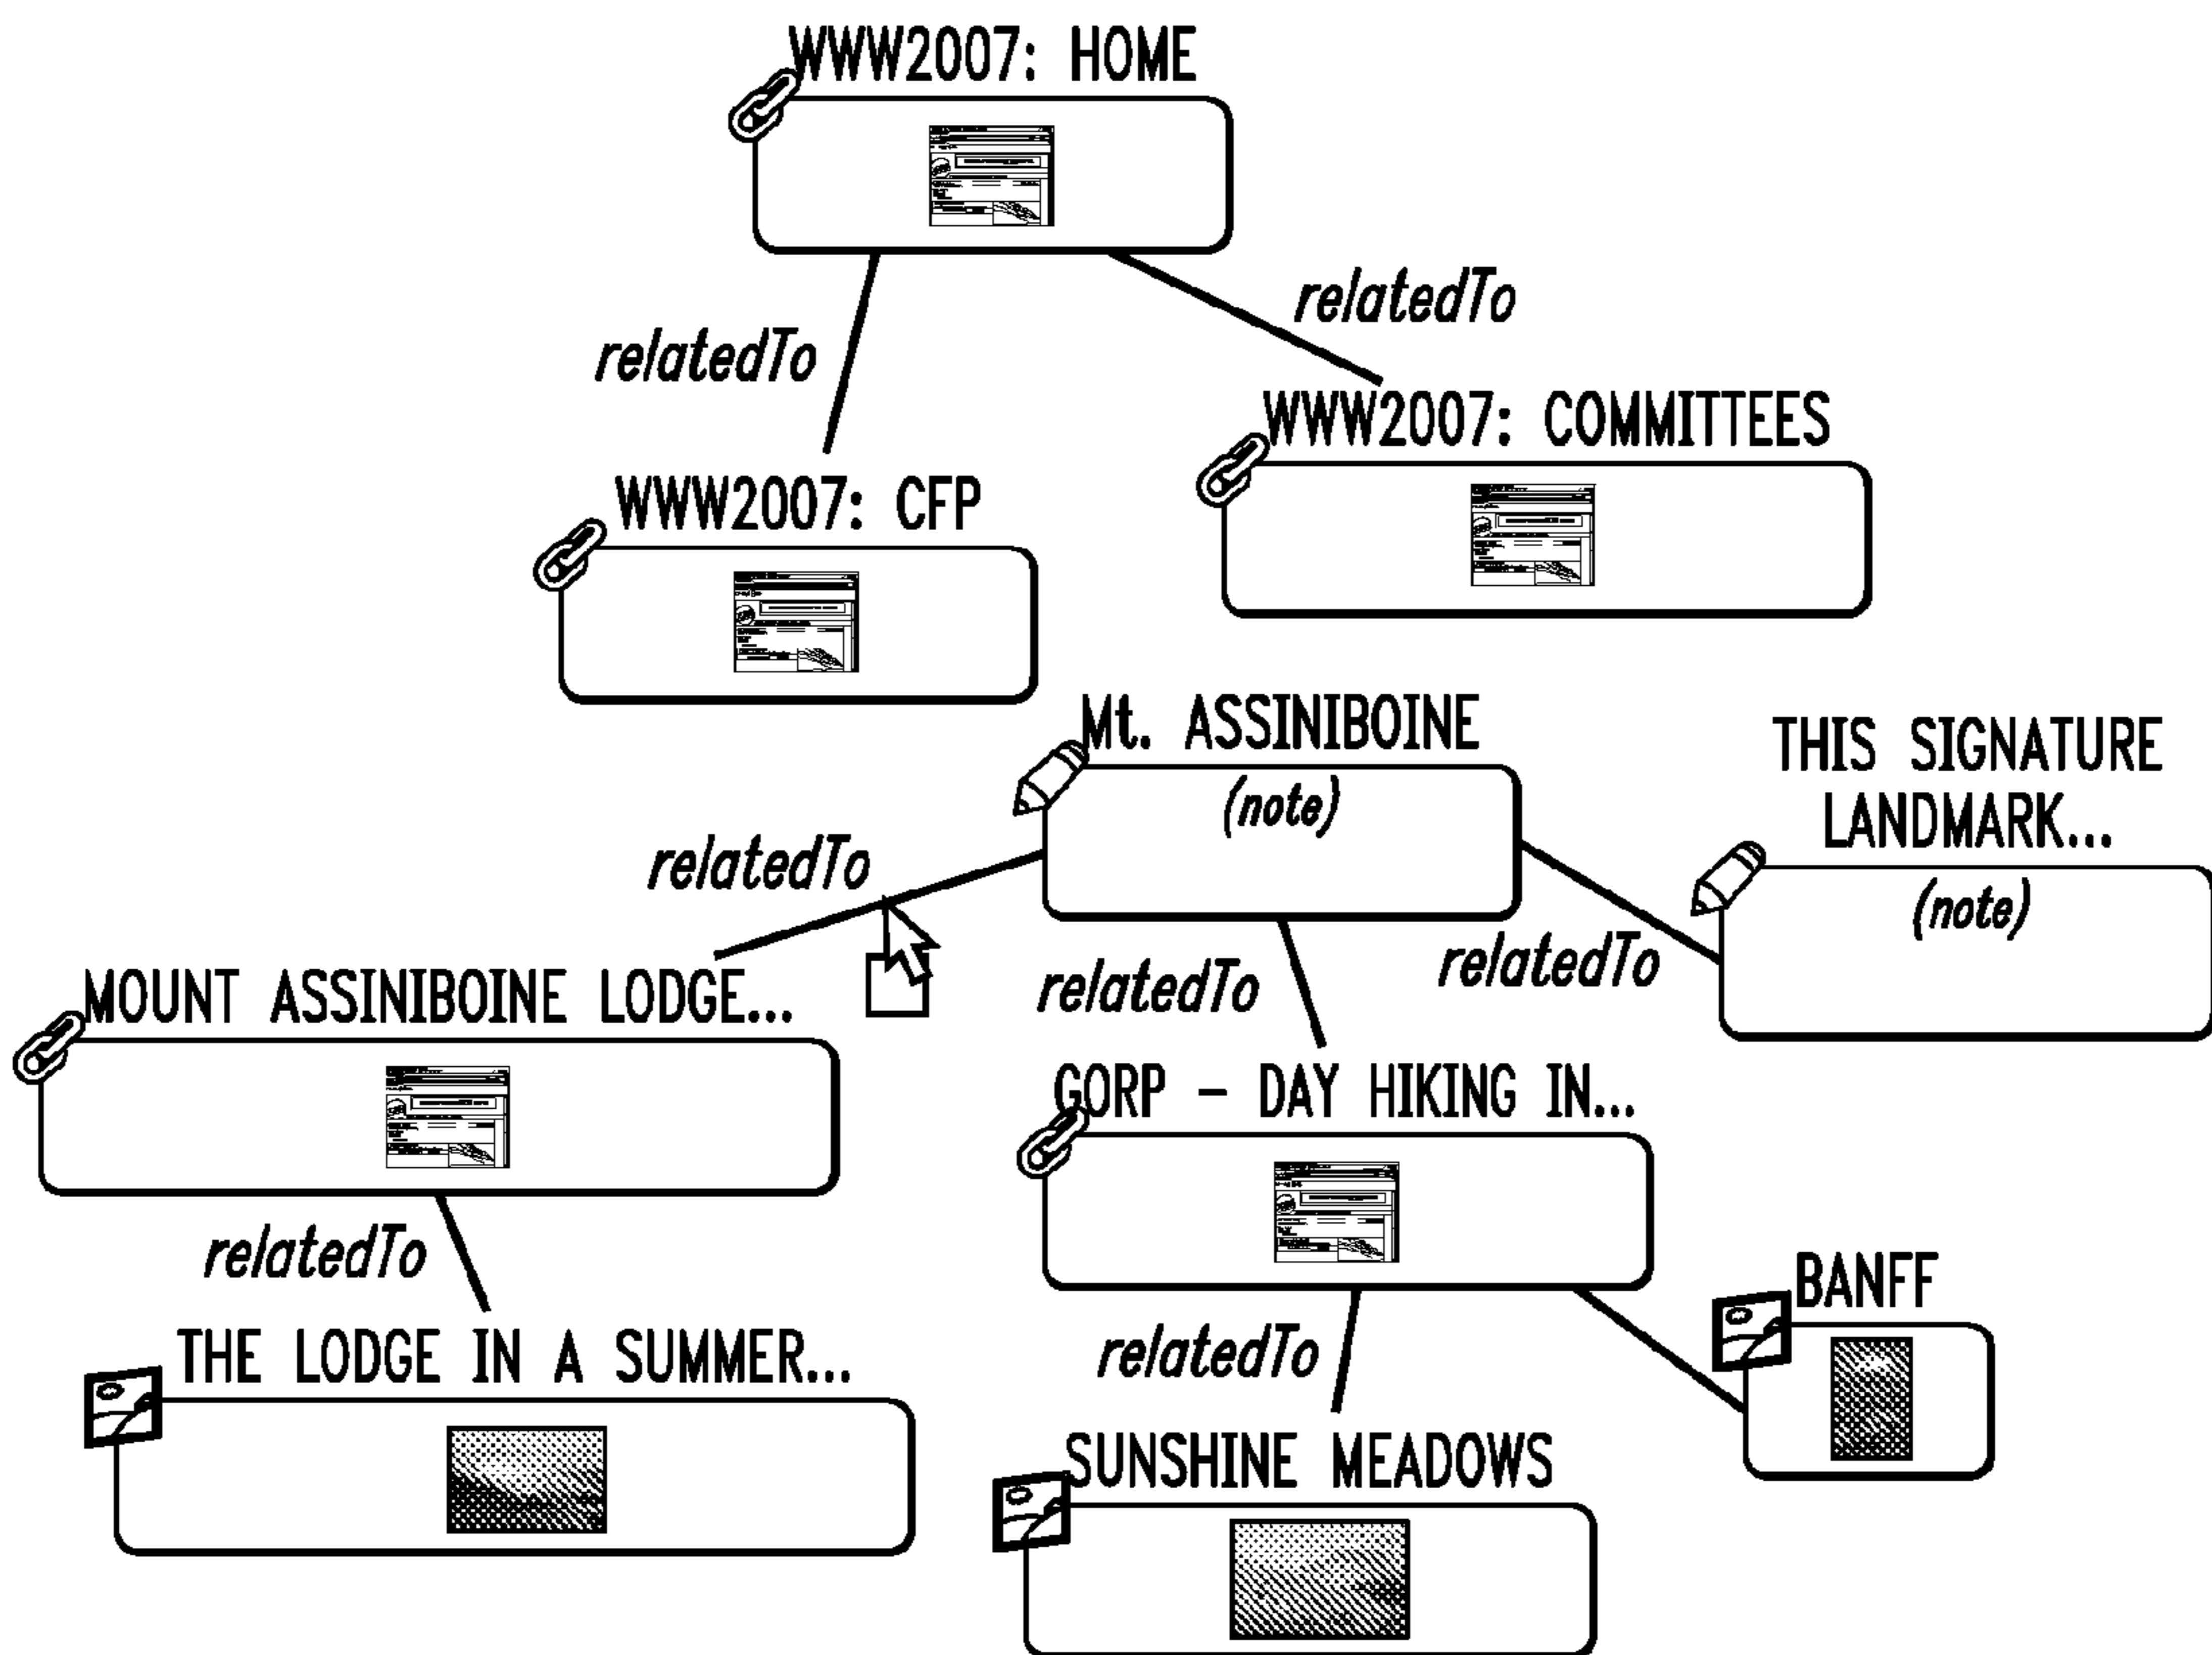 WWW2007: HOME
relatedTo
relatedTo
WWW2007: COMMITTEES
WWW2007: CFP
Mt. ASSINIBOINE
(note)
THIS SIGNATURE
LANDMARK...
(note)
relatedTo
relatedTo
relatedTo
MOUNT ASSINIBOINE LODGE...
GORP - DAY HIKING IN...
relatedTo
BANFF
relatedTo
THE LODGE IN A SUMMER...
SUNSHINE MEADOWS